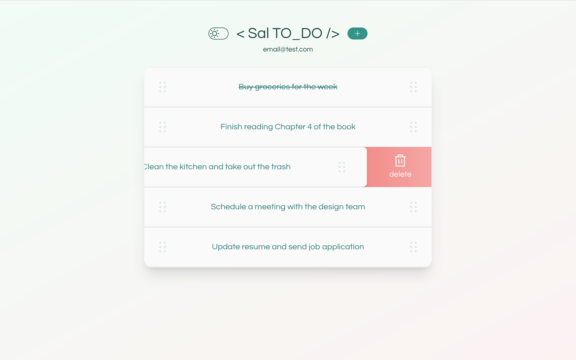 < Sal TO_DO />
+
email@test.com
Buy groceries for the week
Finish reading Chapter 4 of the book
Clean the kitchen and take out the trash
delete
Schedule a meeting with the design team
Update resume and send job application